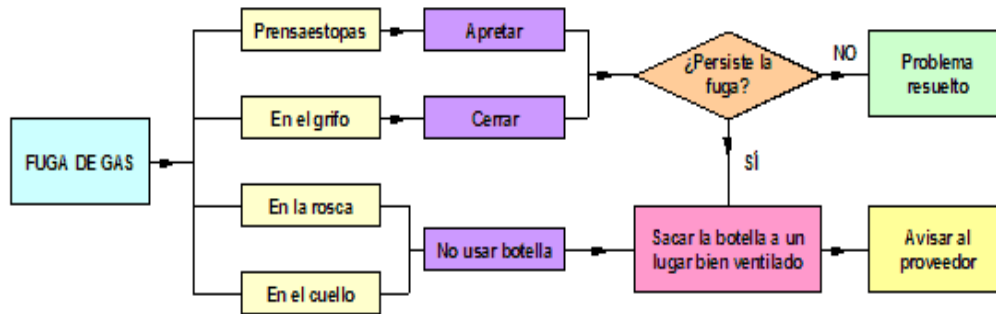 Prensaestopas
Apretar
¿Persiste la
fuga?
NO
Problema
resuelto
En el grifo
Cerrar
FUGA DE GAS
SÍ
En la rosca
No usar botella
Sacar la botella a un
lugar bien ventilado
Avisar al
proveedor
En el cuello